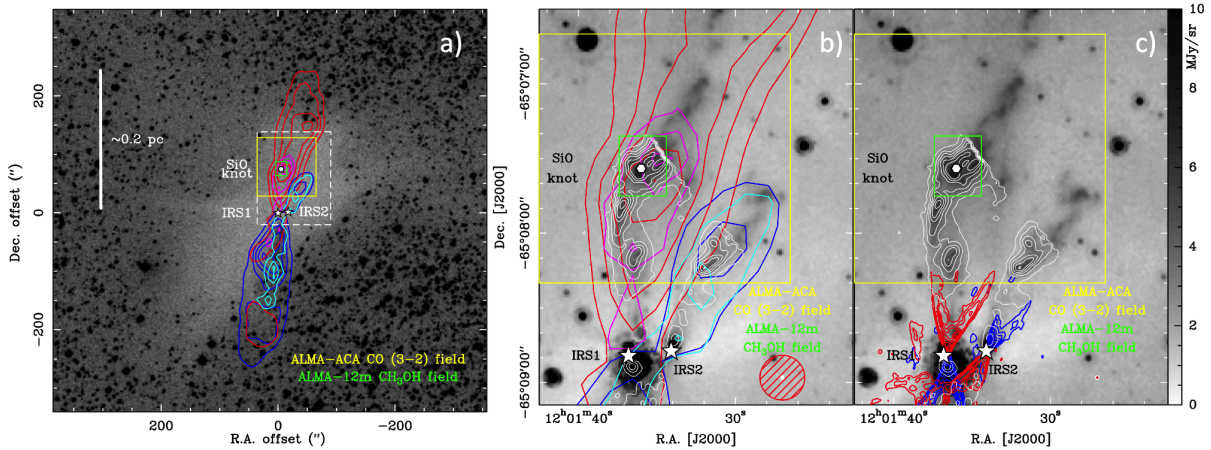 a)
~0.2 pc
SiO
knot
IRS1
IRS2
ALMA-ACA CO (3-2) field
ALMA-12m CH₃OH field
200
0
-200
Dec. offset (")
200
0
-200
R.A. offset (")
b)
SiO
knot
IRS1
IRS2
ALMA-ACA
CO (3-2) field
ALMA-12m
CH₃OH field
-65°07'00"
-65°08'00"
-65°09'00"
Dec. [J2000]
12ʰ01ᵐ40ˢ
30ˢ
R.A. [J2000]
c)
SiO
knot
IRS1
IRS2
ALMA-ACA
CO (3-2) field
ALMA-12m
CH₃OH field
12ʰ01ᵐ40ˢ
30ˢ
R.A. [J2000]
10
8
6
4
2
1
0
MJy/sr